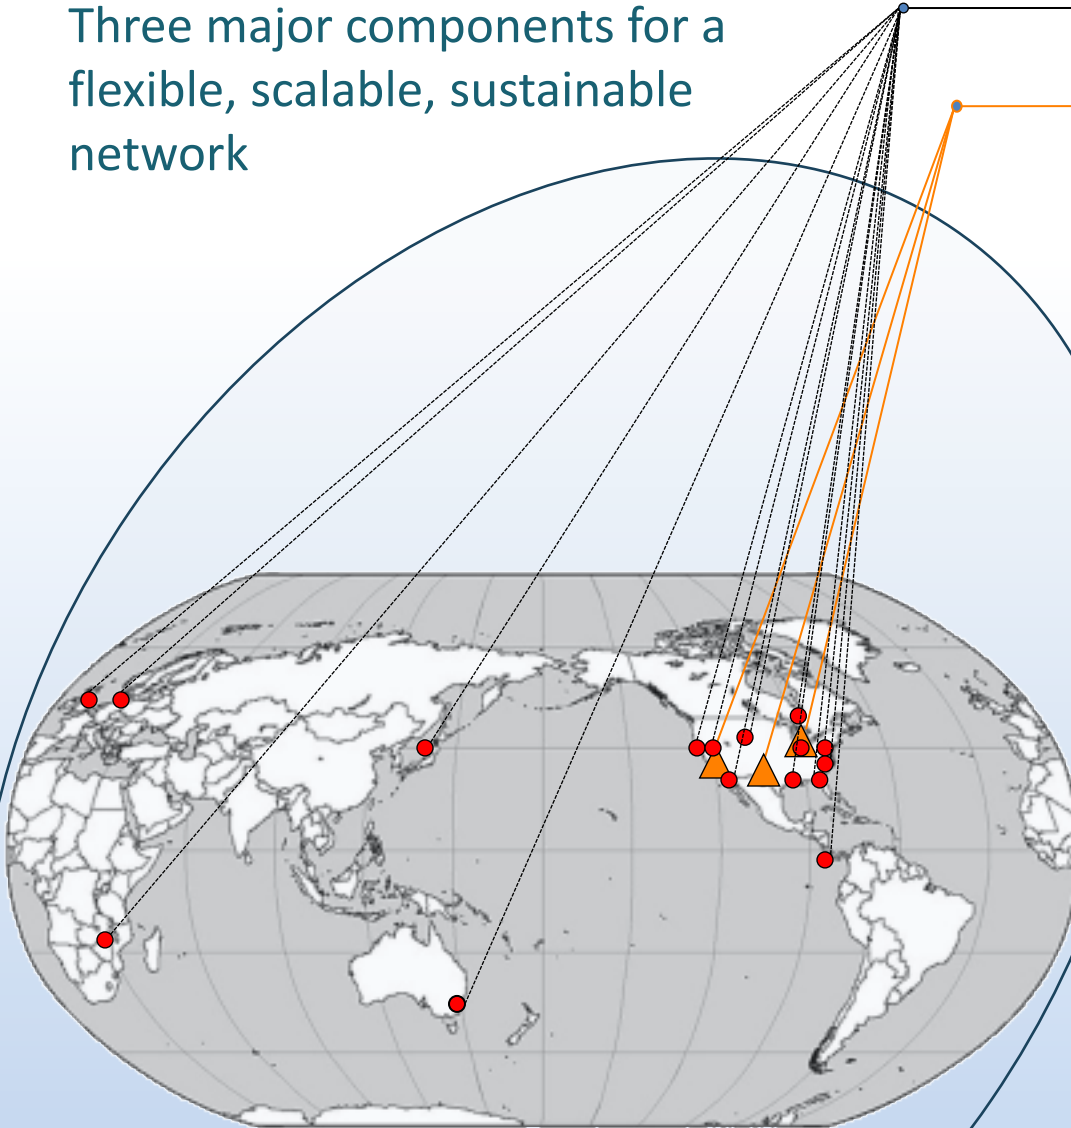 Three major components for a
flexible, scalable, sustainable
network